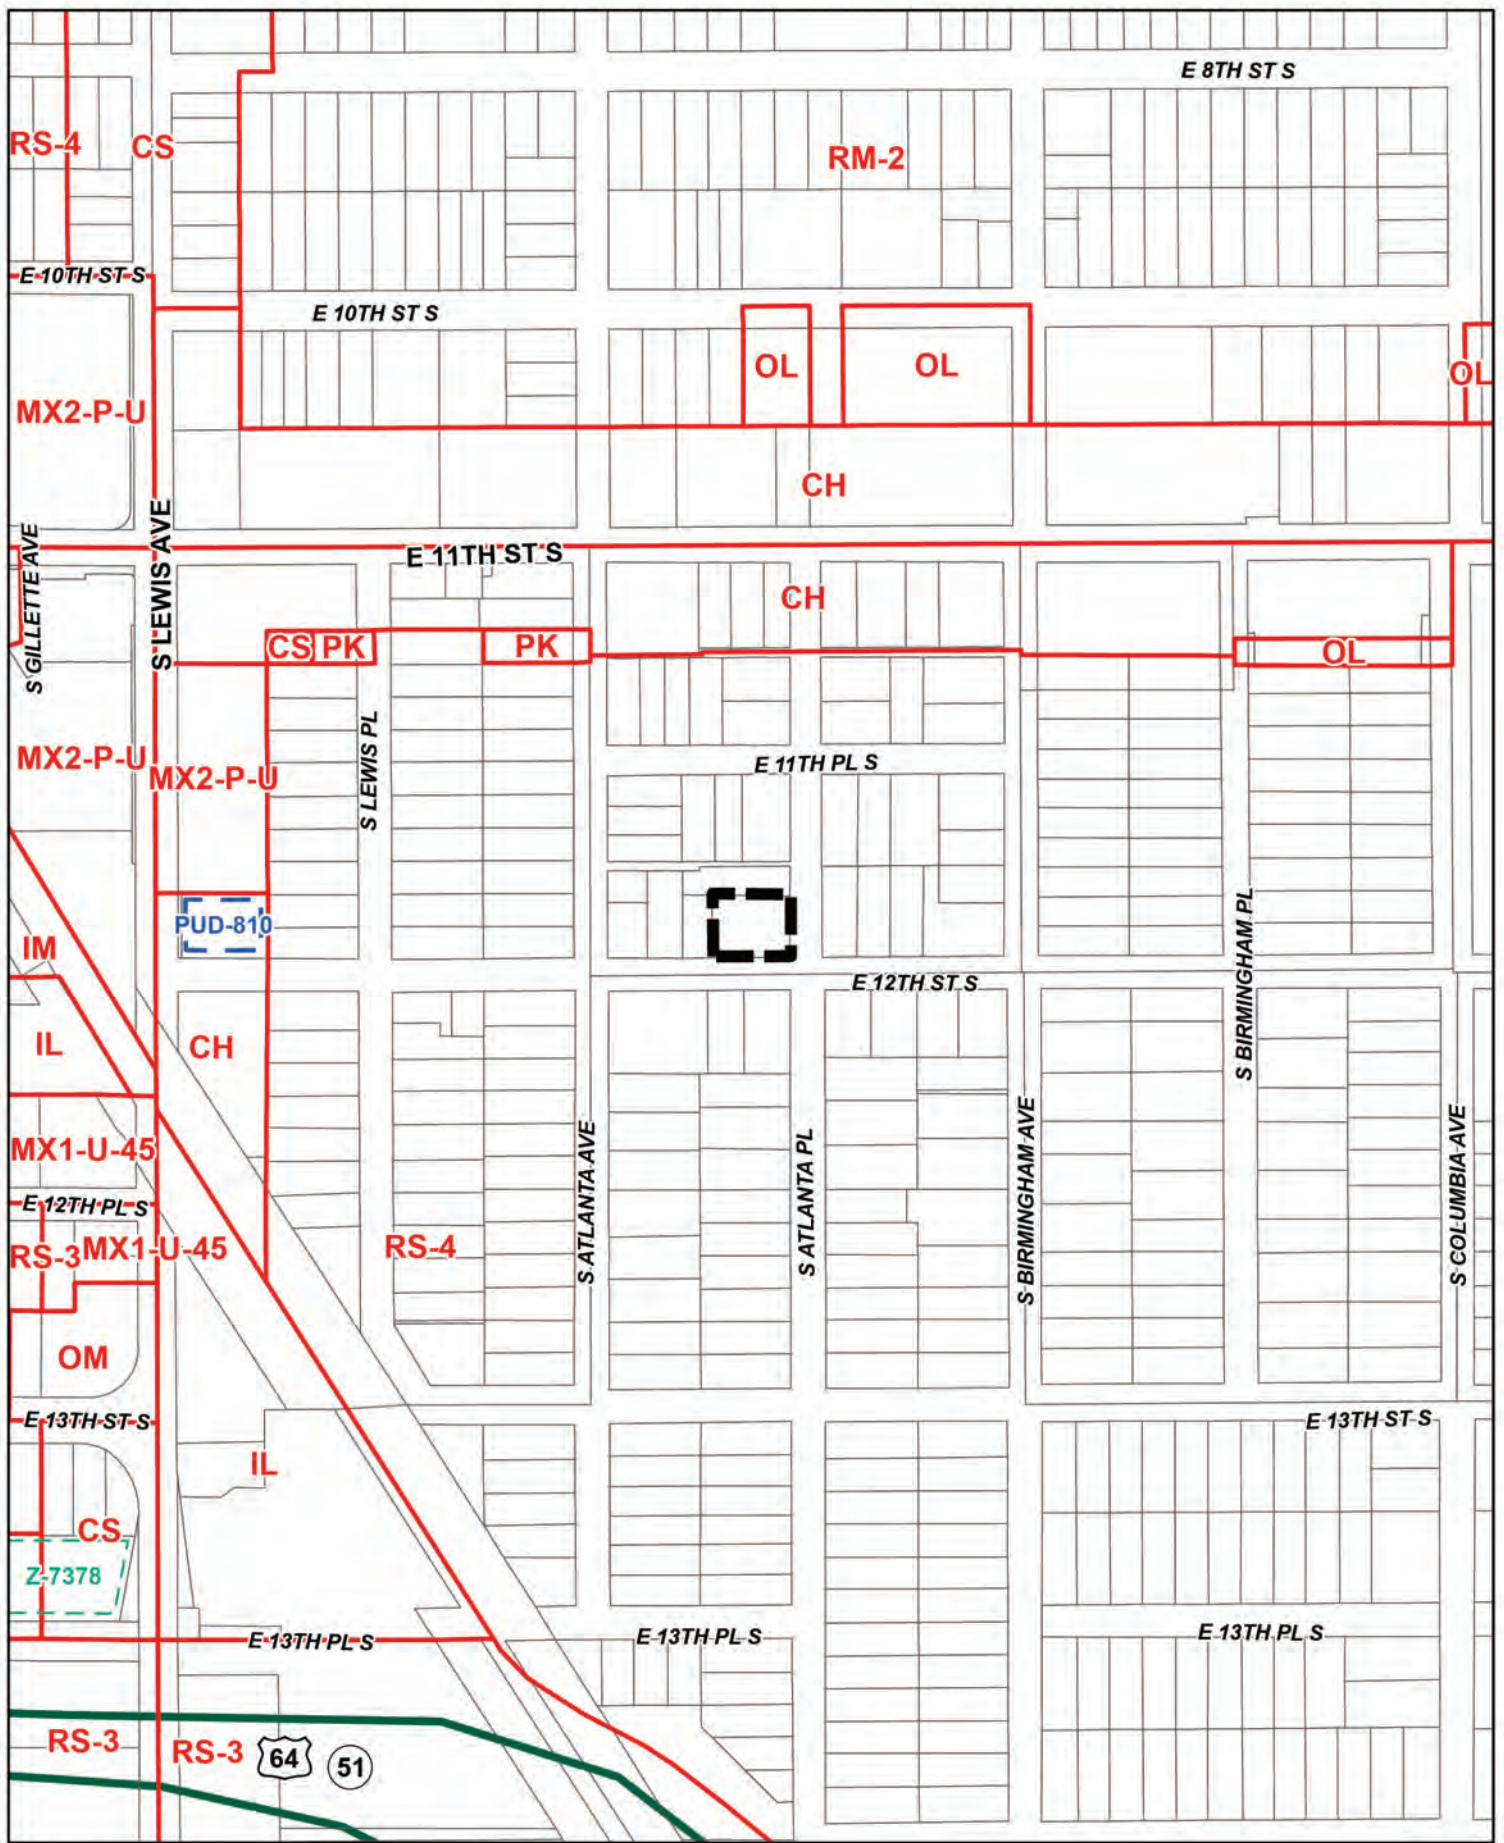 E 8TH ST S
RS-4
CS
RM-2
E 10TH ST S
E 10TH ST S
OL
OL
OL
MX2-P-U
CH
S GILLETTE AVE
S LEWIS AVE
E 11TH ST S
CH
CS
PK
PK
OL
S LEWIS PL
MX2-P-U
MX2-P-U
E 11TH PL S
PUD-810
IM
E 12TH ST S
S BIRMINGHAM PL
IL
CH
MX1-U-45
S ATLANTA AVE
S ATLANTA PL
S BIRMINGHAM AVE
S COLUMBIA AVE
E 12TH PL S
RS-3
MX1-U-45
RS-4
OM
E 13TH ST S
E 13TH ST S
IL
CS
Z-7378
E 13TH PL S
E 13TH PL S
E 13TH PL S
RS-3
RS-3
64
51